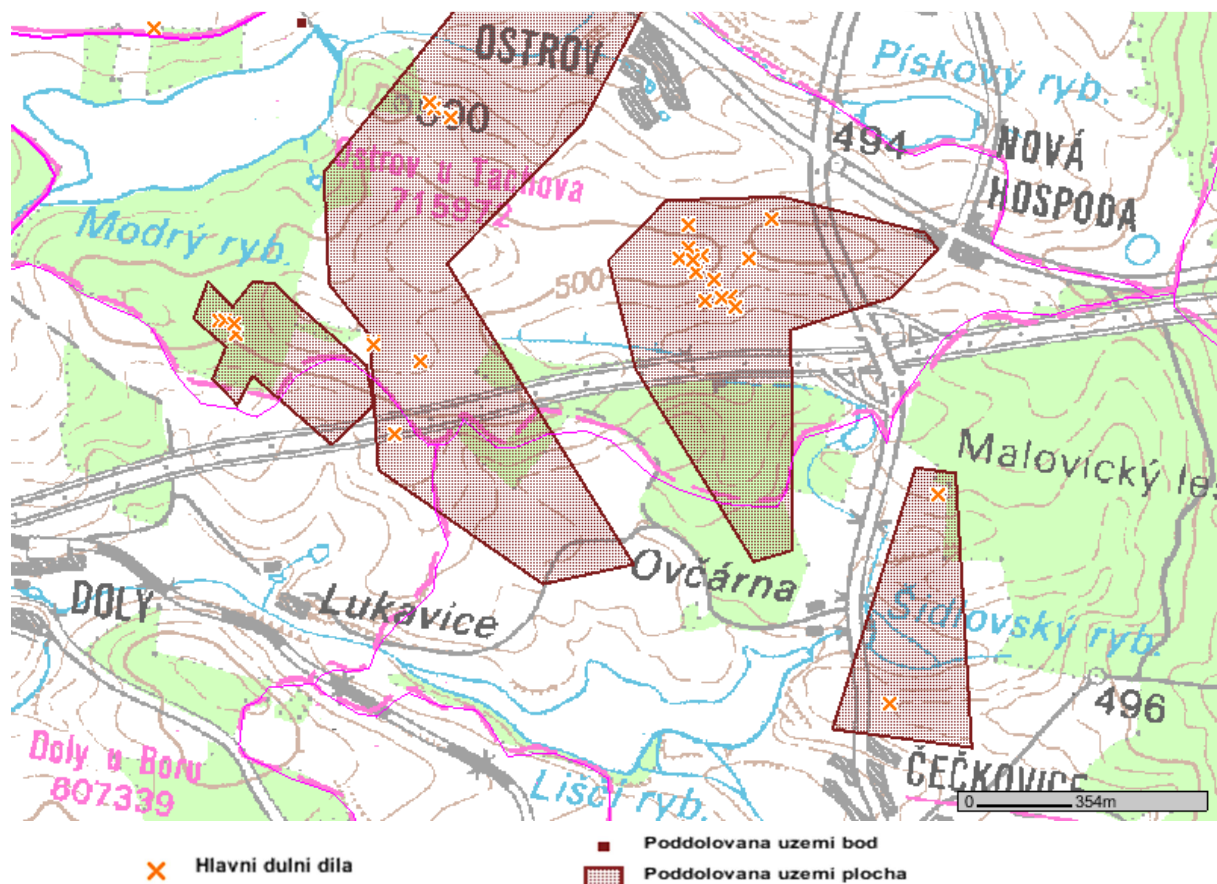 OSTROV
Pískový ryb.
590
494
NOVÁ
HOSPODA
Ostrov u Tachova
715972
Modrý ryb.
500
Malovický les
DOLY
Lukavice
Ovčárna
Šidlovský ryb.
496
Doly u Boru
607339
Liščí ryb.
ČEČKOVICE
0 354m
Hlavni dulni dila
Poddolovana uzemi bod
Poddolovana uzemi plocha